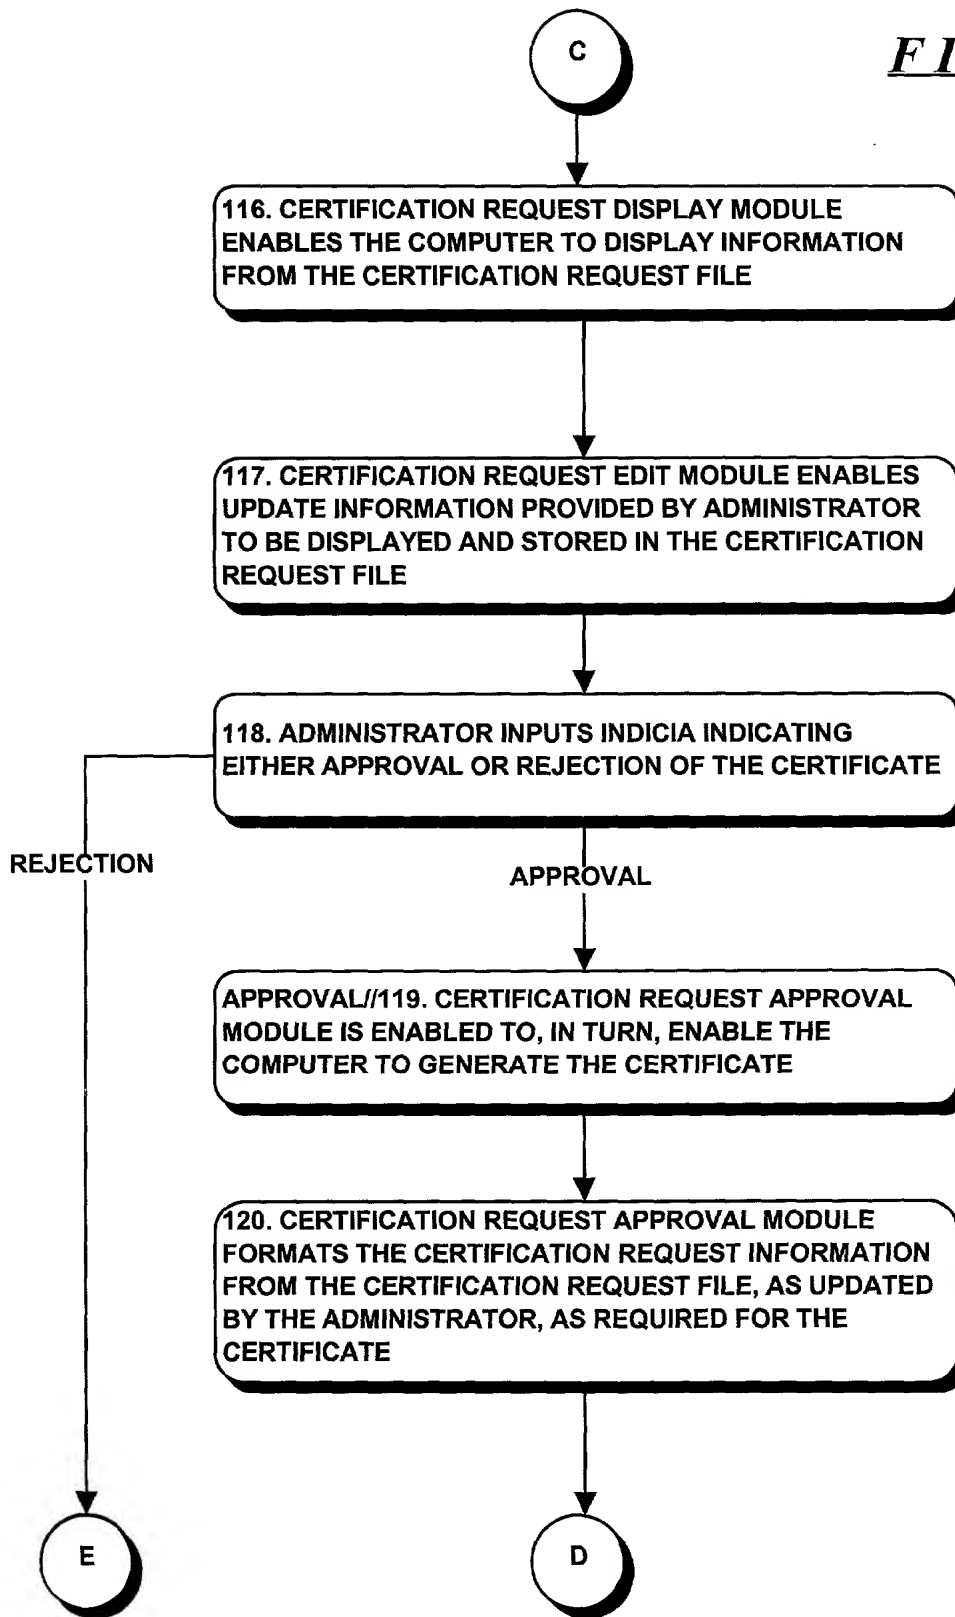 C
F I
116. CERTIFICATION REQUEST DISPLAY MODULE
ENABLES THE COMPUTER TO DISPLAY INFORMATION
FROM THE CERTIFICATION REQUEST FILE
117. CERTIFICATION REQUEST EDIT MODULE ENABLES
UPDATE INFORMATION PROVIDED BY ADMINISTRATOR
TO BE DISPLAYED AND STORED IN THE CERTIFICATION
REQUEST FILE
118. ADMINISTRATOR INPUTS INDICIA INDICATING
EITHER APPROVAL OR REJECTION OF THE CERTIFICATE
REJECTION
APPROVAL
APPROVAL//119. CERTIFICATION REQUEST APPROVAL
MODULE IS ENABLED TO, IN TURN, ENABLE THE
COMPUTER TO GENERATE THE CERTIFICATE
120. CERTIFICATION REQUEST APPROVAL MODULE
FORMATS THE CERTIFICATION REQUEST INFORMATION
FROM THE CERTIFICATION REQUEST FILE, AS UPDATED
BY THE ADMINISTRATOR, AS REQUIRED FOR THE
CERTIFICATE
E
D